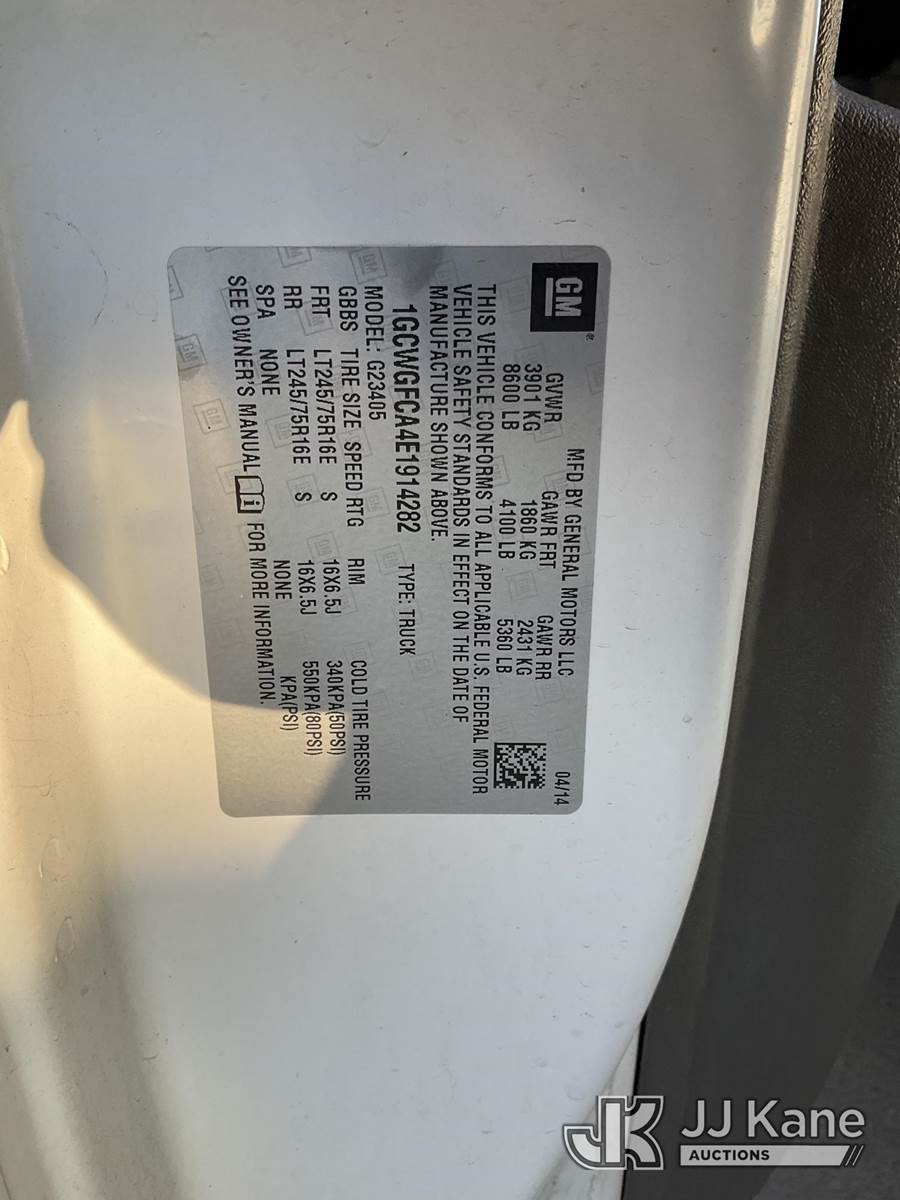 GM
MFD BY GENERAL MOTORS LLC 04/14
GVWR GAWR FRT GAWR RR
3901 KG 1860 KG 2431 KG
8600 LB 4100 LB 5360 LB
THIS VEHICLE CONFORMS TO ALL APPLICABLE U.S. FEDERAL MOTOR
VEHICLE SAFETY STANDARDS IN EFFECT ON THE DATE OF
MANUFACTURE SHOWN ABOVE.
1GCWGFCA4E1914282 TYPE: TRUCK
MODEL: G23405
GBBS TIRE SIZE SPEED RTG RIM COLD TIRE PRESSURE
FRT LT245/75R16E S 16X6.5J 340KPA(50PSI)
RR LT245/75R16E S 16X6.5J 550KPA(80PSI)
SPA NONE NONE KPA(PSI)
SEE OWNER'S MANUAL FOR MORE INFORMATION.
JK JJ Kane
AUCTIONS